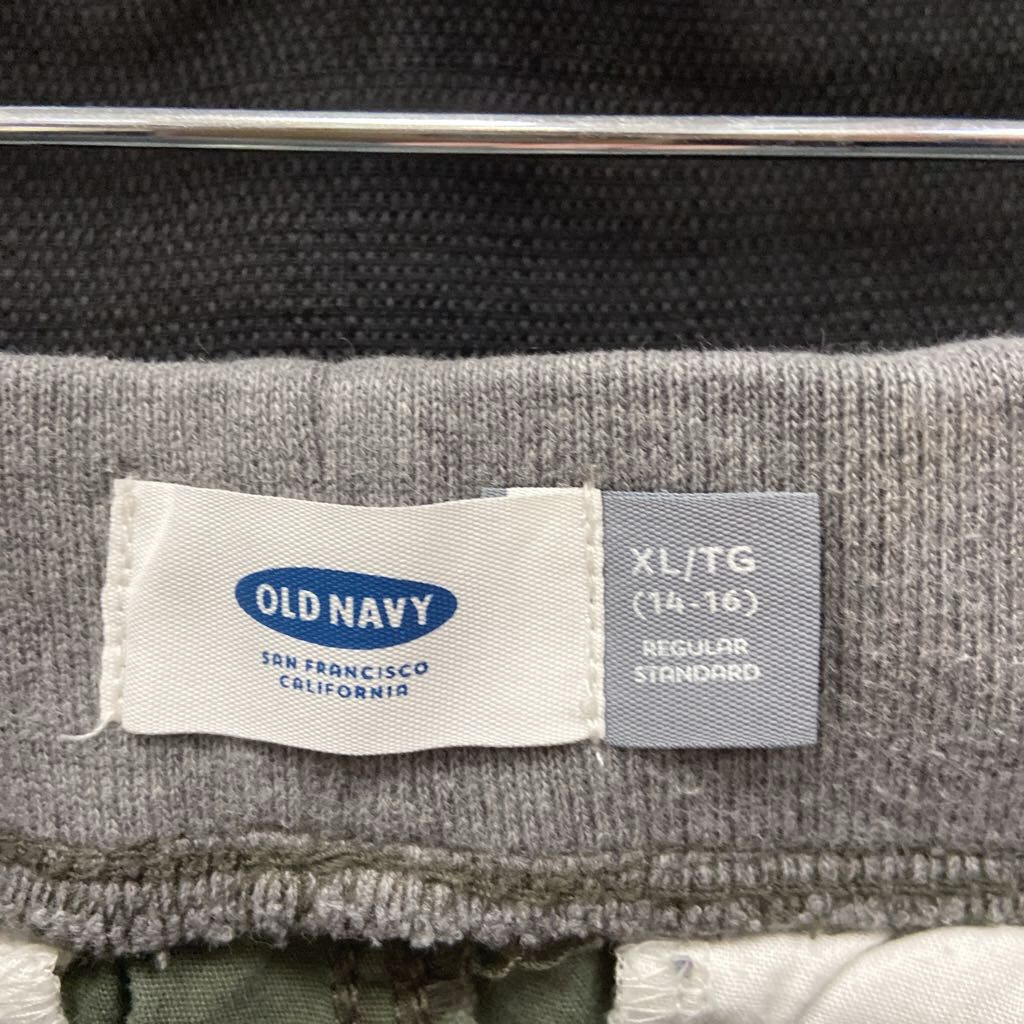 OLD NAVY
SAN FRANCISCO
CALIFORNIA
XL/TG
(14-16)
REGULAR
STANDARD